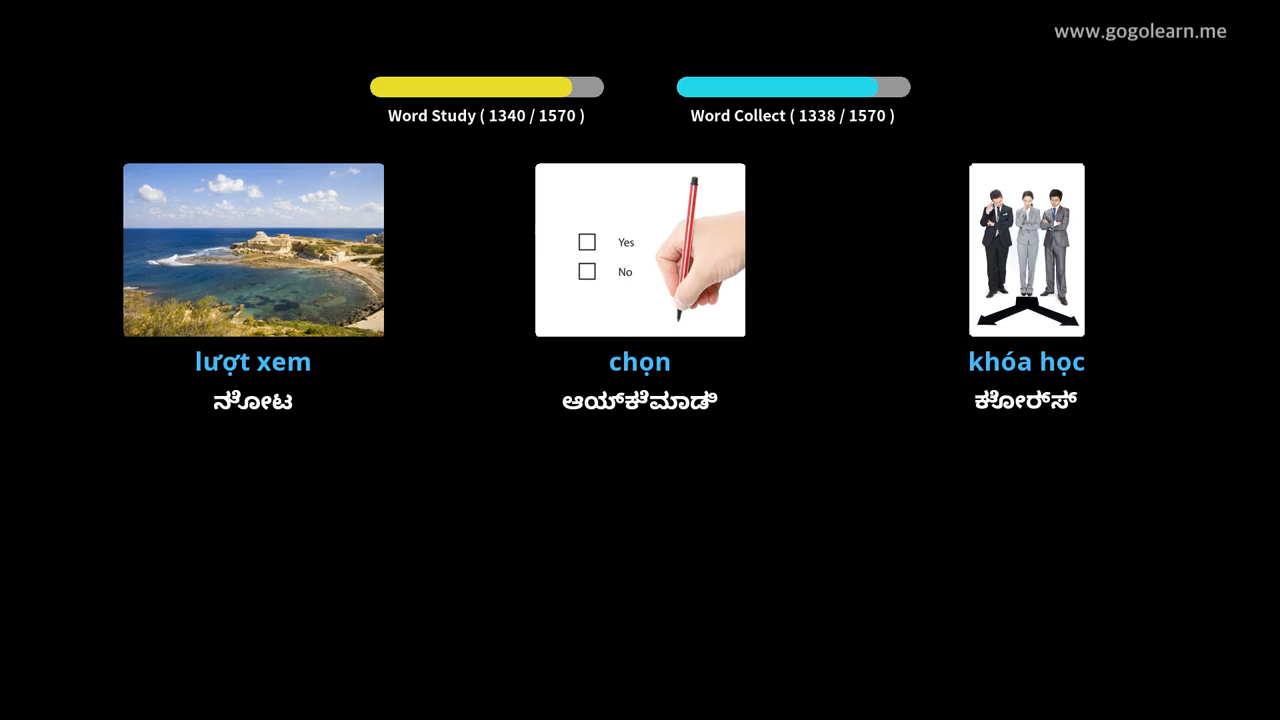 www.gogolearn.me
Word Study ( 1340 / 1570 )
Word Collect ( 1338 / 1570 )
Yes
No
lượt xem
chọn
khóa học
ನೋಟ
ಆಯ್ಕೆಮಾಡಿ
ಕೋರ್ಸ್